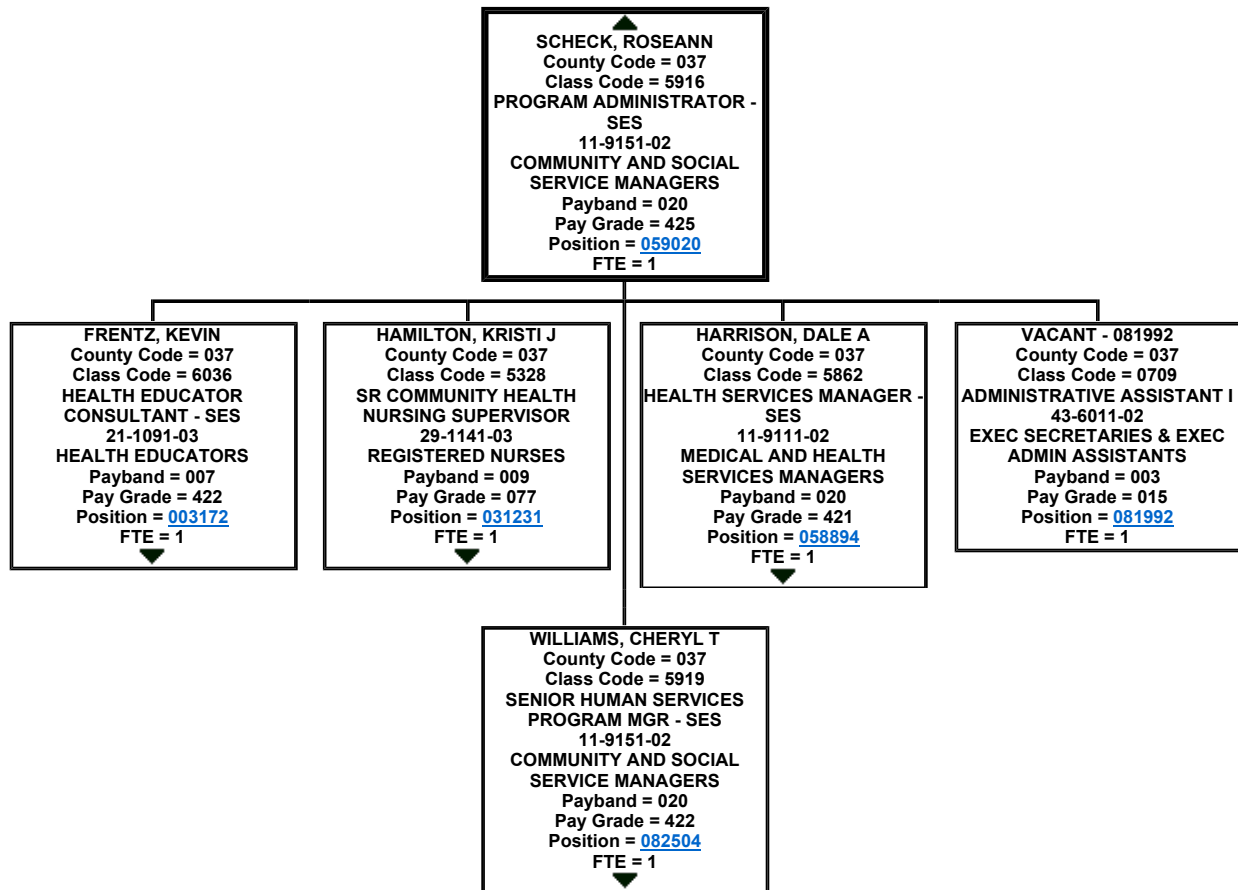 SCHECK, ROSEANN
County Code = 037
Class Code = 5916
PROGRAM ADMINISTRATOR -
SES
11-9151-02
COMMUNITY AND SOCIAL
SERVICE MANAGERS
Payband = 020
Pay Grade = 425
Position = 059020
FTE = 1
FRENTZ, KEVIN
County Code = 037
Class Code = 6036
HEALTH EDUCATOR
CONSULTANT - SES
21-1091-03
HEALTH EDUCATORS
Payband = 007
Pay Grade = 422
Position = 003172
FTE = 1
HAMILTON, KRISTI J
County Code = 037
Class Code = 5328
SR COMMUNITY HEALTH
NURSING SUPERVISOR
29-1141-03
REGISTERED NURSES
Payband = 009
Pay Grade = 077
Position = 031231
FTE = 1
HARRISON, DALE A
County Code = 037
Class Code = 5862
HEALTH SERVICES MANAGER -
SES
11-9111-02
MEDICAL AND HEALTH
SERVICES MANAGERS
Payband = 020
Pay Grade = 421
Position = 058894
FTE = 1
VACANT - 081992
County Code = 037
Class Code = 0709
ADMINISTRATIVE ASSISTANT I
43-6011-02
EXEC SECRETARIES & EXEC
ADMIN ASSISTANTS
Payband = 003
Pay Grade = 015
Position = 081992
FTE = 1
WILLIAMS, CHERYL T
County Code = 037
Class Code = 5919
SENIOR HUMAN SERVICES
PROGRAM MGR - SES
11-9151-02
COMMUNITY AND SOCIAL
SERVICE MANAGERS
Payband = 020
Pay Grade = 422
Position = 082504
FTE = 1